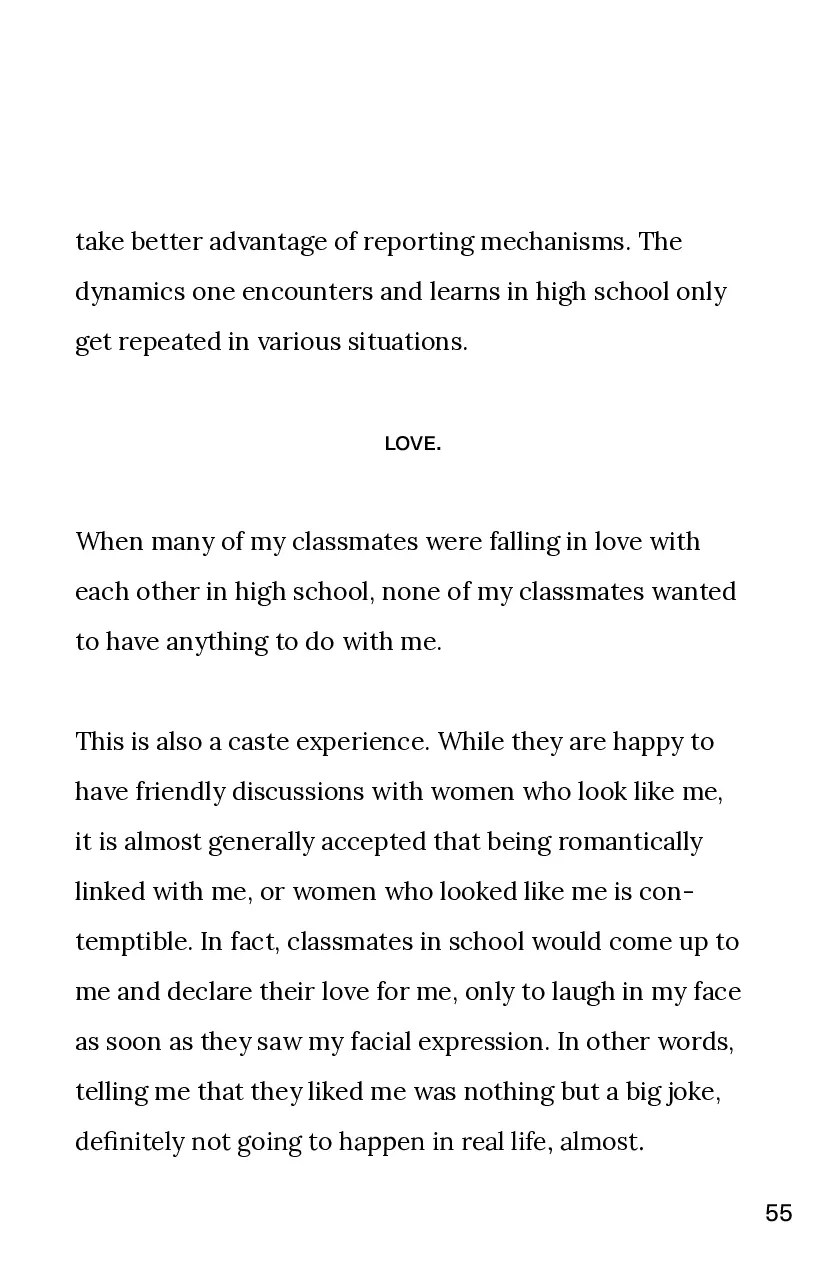 take better advantage of reporting mechanisms. The
dynamics one encounters and learns in high school only
get repeated in various situations.
LOVE.
When many of my classmates were falling in love with
each other in high school, none of my classmates wanted
to have anything to do with me.
This is also a caste experience. While they are happy to
have friendly discussions with women who look like me,
it is almost generally accepted that being romantically
linked with me, or women who looked like me is con-
temptible. In fact, classmates in school would come up to
me and declare their love for me, only to laugh in my face
as soon as they saw my facial expression. In other words,
telling me that they liked me was nothing but a big joke,
definitely not going to happen in real life, almost.
55